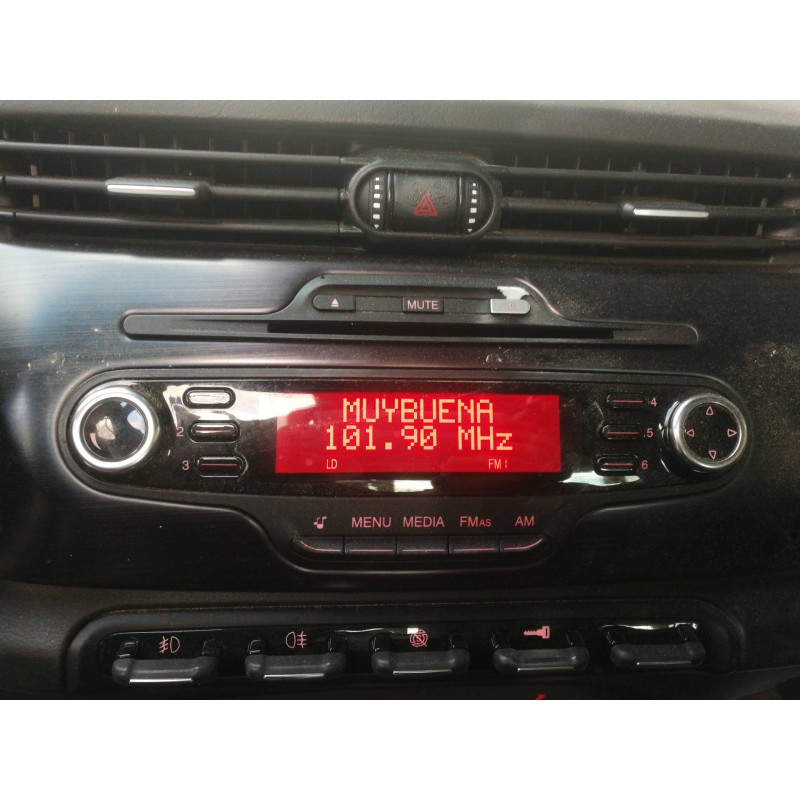 MUTE
MUYBUENA
101.90 MHz
LD FM1
2
3
4
5
6
MENU MEDIA FMAS AM